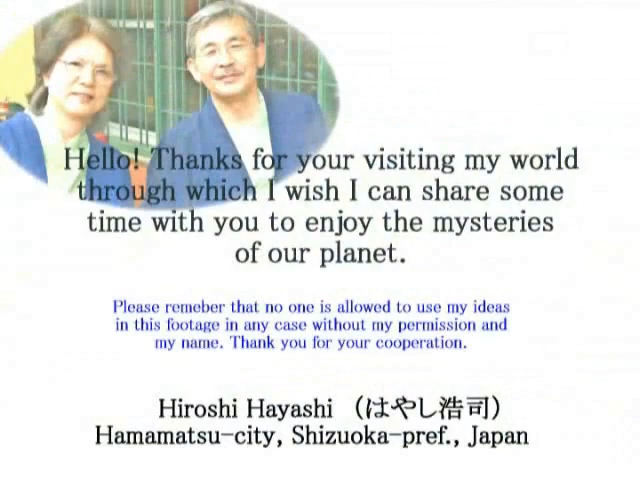 Hello! Thanks for your visiting my world
through which I wish I can share some
time with you to enjoy the mysteries
of our planet.
Please remeber that no one is allowed to use my ideas
in this footage in any case without my permission and
my name. Thank you for your cooperation.
Hiroshi Hayashi （はやし浩司）
Hamamatsu-city, Shizuoka-pref., Japan